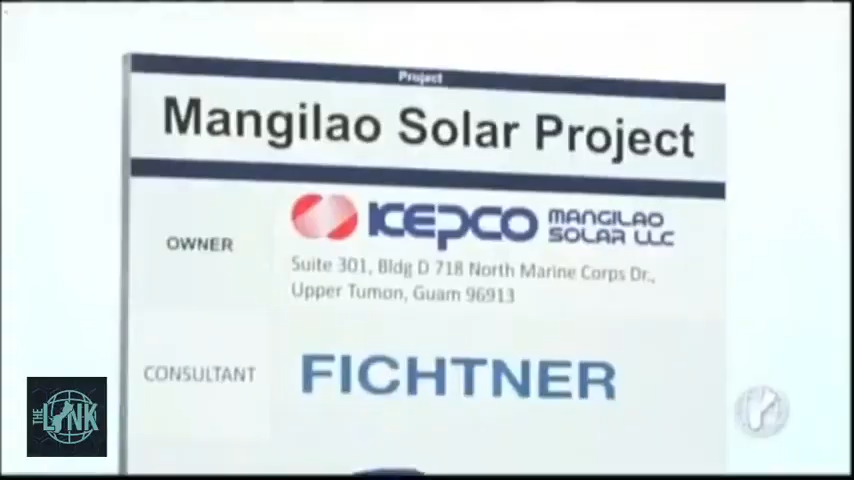 Project
Mangilao Solar Project
OWNER
KEPCO MANGILAO SOLAR LLC
Suite 301, Bldg D 718 North Marine Corps Dr.,
Upper Tumon, Guam 96913
CONSULTANT
FICHTNER
THE LINK